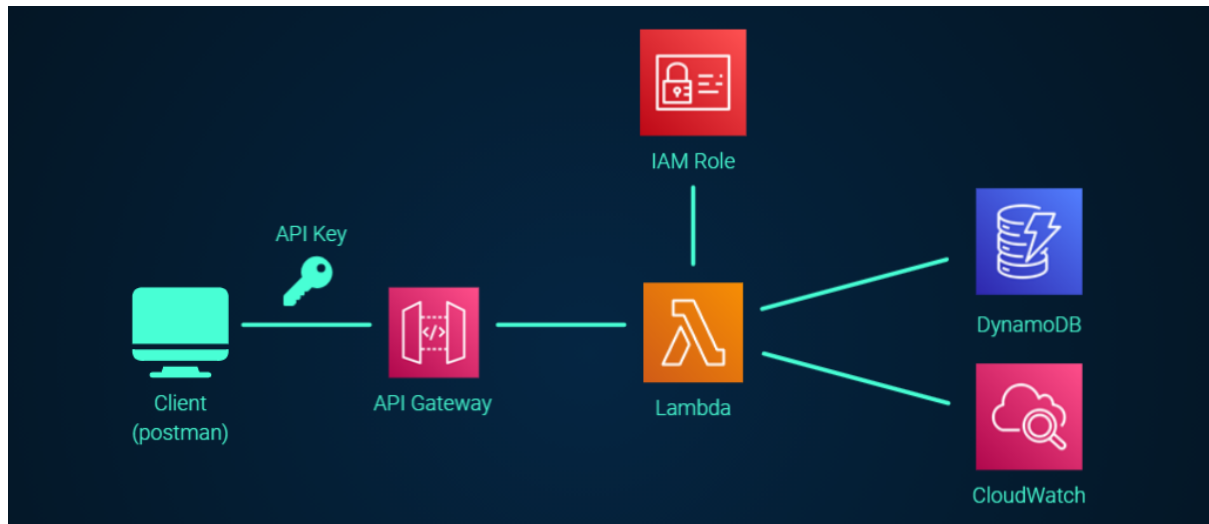 IAM Role
API Key
</>
DynamoDB
Client
(postman)
API Gateway
Lambda
CloudWatch